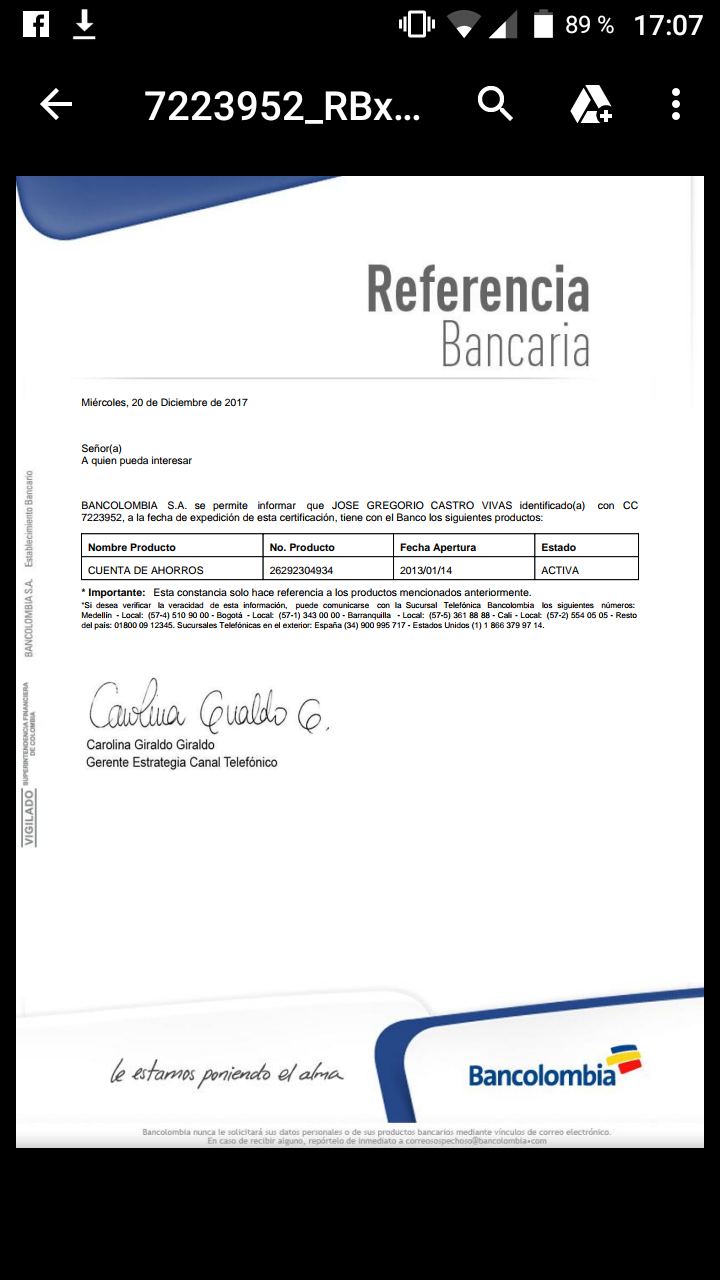 89 % 17:07
7223952_RBx...
Referencia
Bancaria
Miércoles, 20 de Diciembre de 2017
Señor(a)
A quien pueda interesar
BANCOLOMBIA S.A. se permite informar que JOSE GREGORIO CASTRO VIVAS identificado(a) con CC
7223952, a la fecha de expedición de esta certificación, tiene con el Banco los siguientes productos:
Nombre Producto No. Producto Fecha Apertura Estado
CUENTA DE AHORROS 26292304934 2013/01/14 ACTIVA
* Importante: Esta constancia solo hace referencia a los productos mencionados anteriormente.
*Si desea verificar la veracidad de esta información, puede comunicarse con la Sucursal Telefónica Bancolombia los siguientes números:
Medellín - Local: (57-4) 510 90 00 - Bogotá - Local: (57-1) 343 00 00 - Barranquilla - Local: (57-5) 361 88 88 - Cali - Local: (57-2) 554 05 05 - Resto
del país: 01800 09 12345. Sucursales Telefónicas en el exterior: España (34) 900 995 717 - Estados Unidos (1) 1 866 379 97 14.
Carolina Giraldo G.
Carolina Giraldo Giraldo
Gerente Estrategia Canal Telefónico
BANCOLOMBIA S.A. Establecimiento Bancario
VIGILADO SUPERINTENDENCIA FINANCIERA
DE COLOMBIA
le estamos poniendo el alma
Bancolombia
Bancolombia nunca le solicitará sus datos personales o de sus productos bancarios mediante vínculos de correo electrónico.
En caso de recibir alguno, repórtelo de inmediato a correosospechoso@bancolombia•com